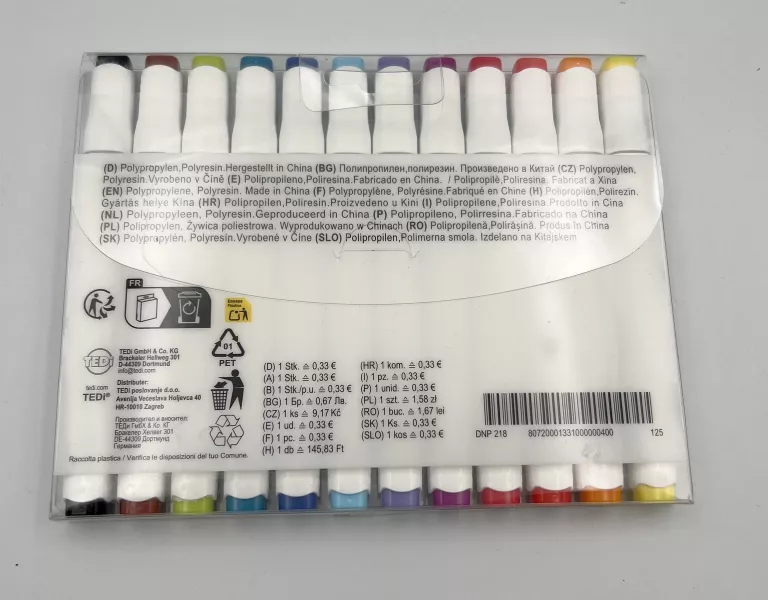 (D) Polypropylen,Polyresin.Hergestellt in China (BG) Полипропилен,полирезин. Произведено в Китай (CZ) Polypropylen,
Polyresin.Vyrobeno v Číně (E) Polipropileno,Poliresina.Fabricado en China. / Polipropilè,Poliresina. Fabricat a Xina
(EN) Polypropylene, Polyresin. Made in China (F) Polypropylène, Polyrésine.Fabriqué en Chine (H) Polipropilén,Polirezin.
Gyártás helye Kína (HR) Polipropilen,Poliresin.Proizvedeno u Kini (I) Polipropilene,Poliresina.Prodotto in Cina
(NL) Polypropyleen, Polyresin.Geproduceerd in China (P) Polipropileno, Polirresina.Fabricado na China
(PL) Polipropylen, Żywica poliestrowa. Wyprodukowano w Chinach (RO) Polipropilenă,Polirășină. Produs în China
(SK) Polypropylén, Polyresin.Vyrobené v Číne (SLO) Polipropilen,Polimerna smola. Izdelano na Kitajskem
FR
01
PET
TEDi
TEDi GmbH & Co. KG
Brackeler Hellweg 301
D-44309 Dortmund
info@tedi.com
tedi.com
TEDi®
Distributer:
TEDi poslovanje d.o.o.
Avenija Većeslava Holjevca 40
HR-10010 Zagreb
Производител и вносител:
ТЕДи ГмбХ & Ко. КГ
Бракелер Хелвег 301
DE-44309 Дортмунд
Германия
Raccolta plastica / Verifica le disposizioni del tuo Comune.
(D) 1 Stk. ≙ 0,33 €
(A) 1 Stk. ≙ 0,33 €
(B) 1 Stk./p.u. ≙ 0,33 €
(BG) 1 Бр. ≙ 0,67 Лв.
(CZ) 1 ks ≙ 9,17 Kč
(E) 1 ud. ≙ 0,33 €
(F) 1 pc. ≙ 0,33 €
(H) 1 db ≙ 145,83 Ft
(HR) 1 kom. ≙ 0,33 €
(I) 1 pz. ≙ 0,33 €
(P) 1 unid. ≙ 0,33 €
(PL) 1 szt. ≙ 1,58 zł
(RO) 1 buc. ≙ 1,67 lei
(SK) 1 Ks. ≙ 0,33 €
(SLO) 1 kos ≙ 0,33 €
DNP 218 80720001331000000400 125